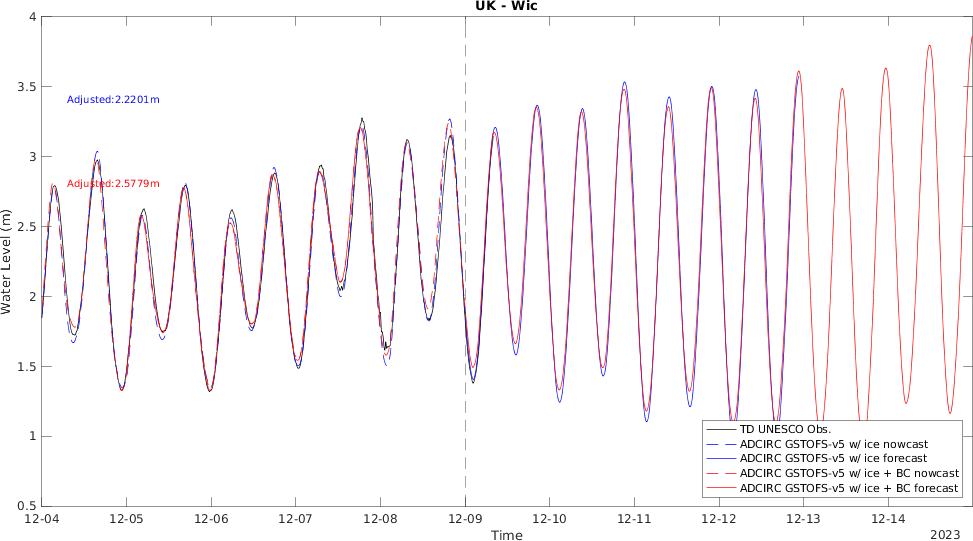 UK - Wic
4
3.5
3
2.5
2
1.5
1
0.5
Water Level (m)
Adjusted:2.2201m
Adjusted:2.5779m
TD UNESCO Obs.
ADCIRC GSTOFS-v5 w/ ice nowcast
ADCIRC GSTOFS-v5 w/ ice forecast
ADCIRC GSTOFS-v5 w/ ice + BC nowcast
ADCIRC GSTOFS-v5 w/ ice + BC forecast
12-04 12-05 12-06 12-07 12-08 12-09 12-10 12-11 12-12 12-13 12-14
Time
2023